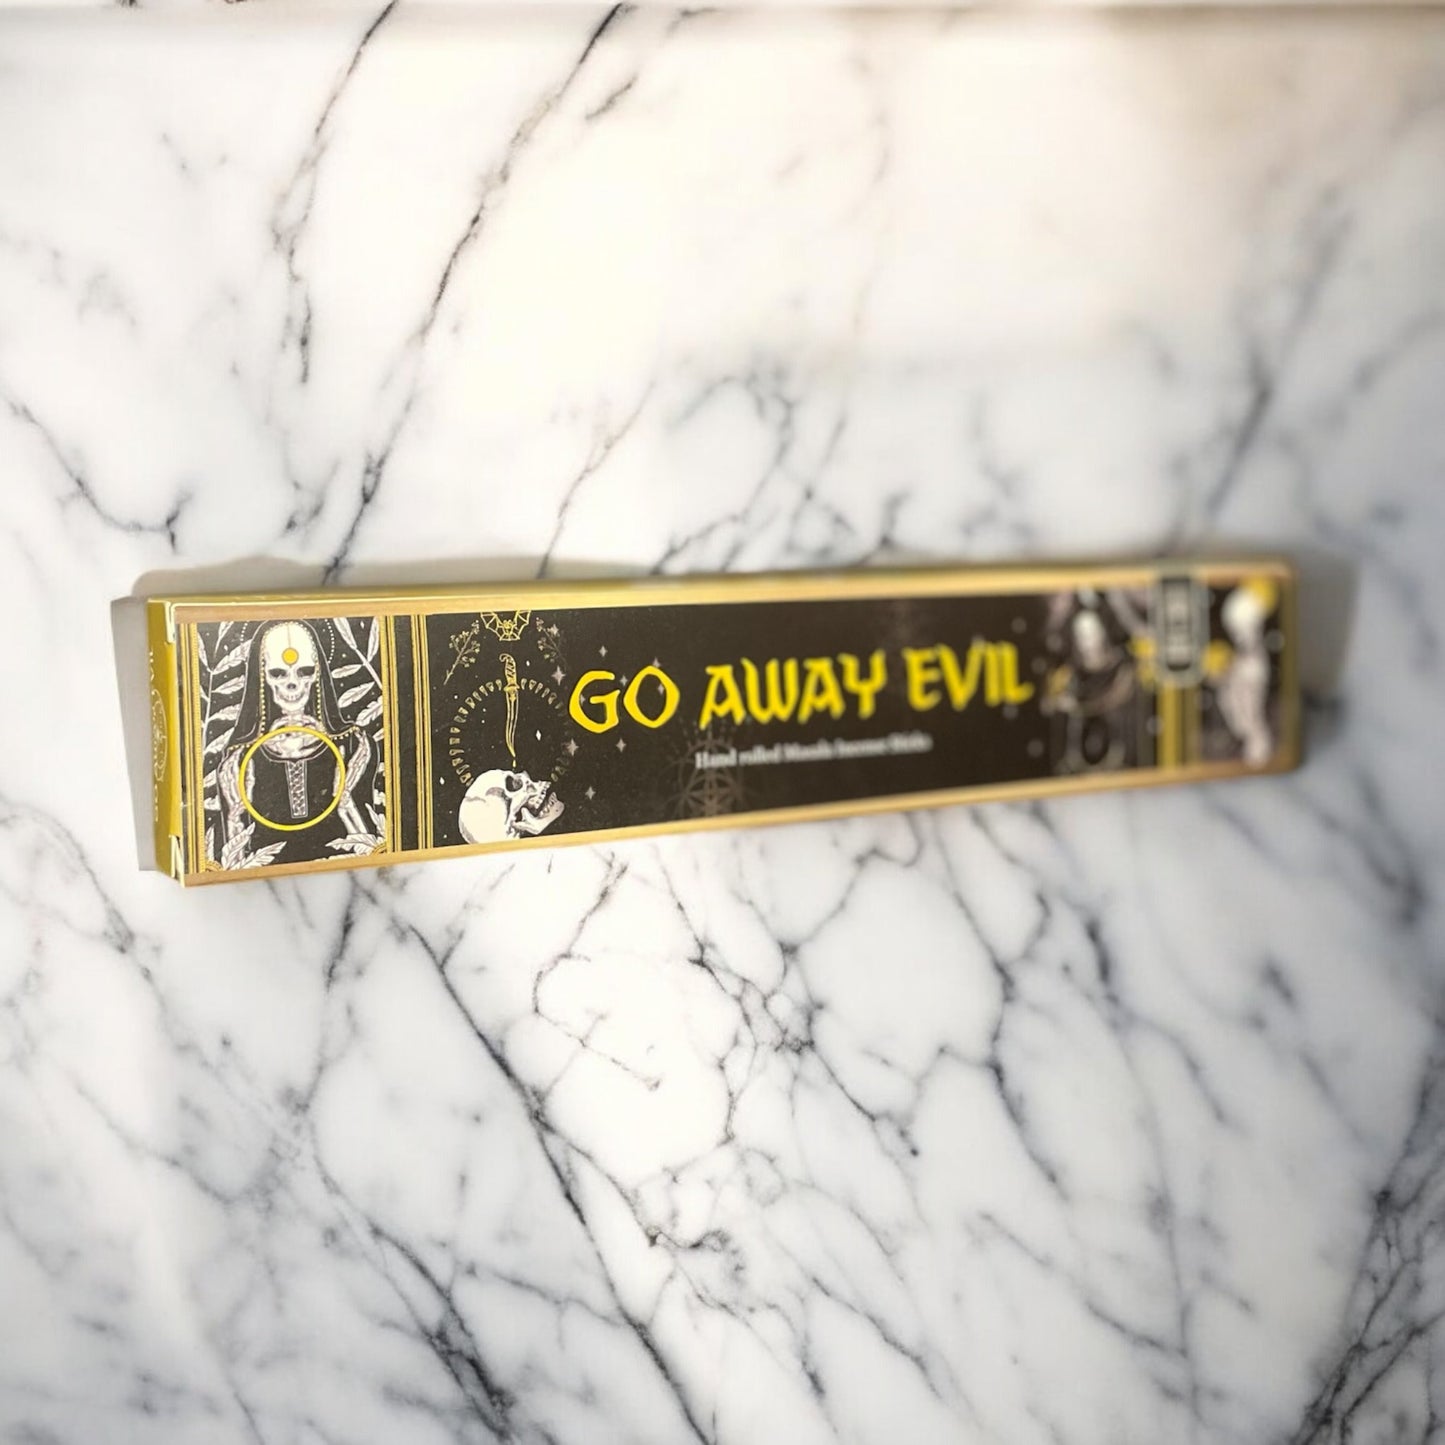 GO AWAY EVIL
Hand rolled Masala Incense Sticks